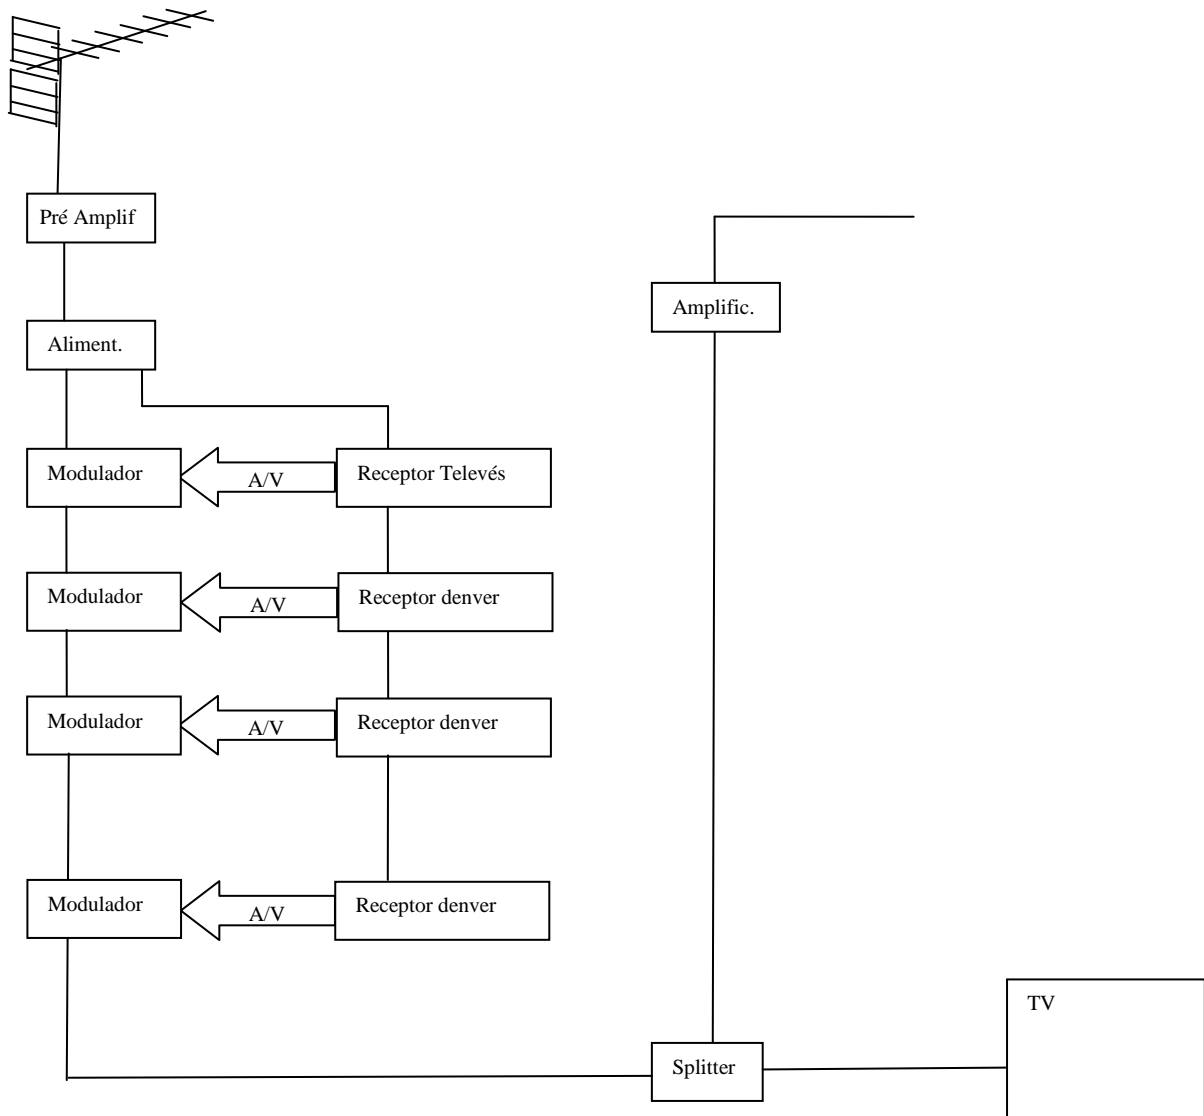 Pré Amplif
Amplific.
Aliment.
Modulador
A/V
Receptor Televés
Modulador
A/V
Receptor denver
Modulador
A/V
Receptor denver
Modulador
A/V
Receptor denver
TV
Splitter